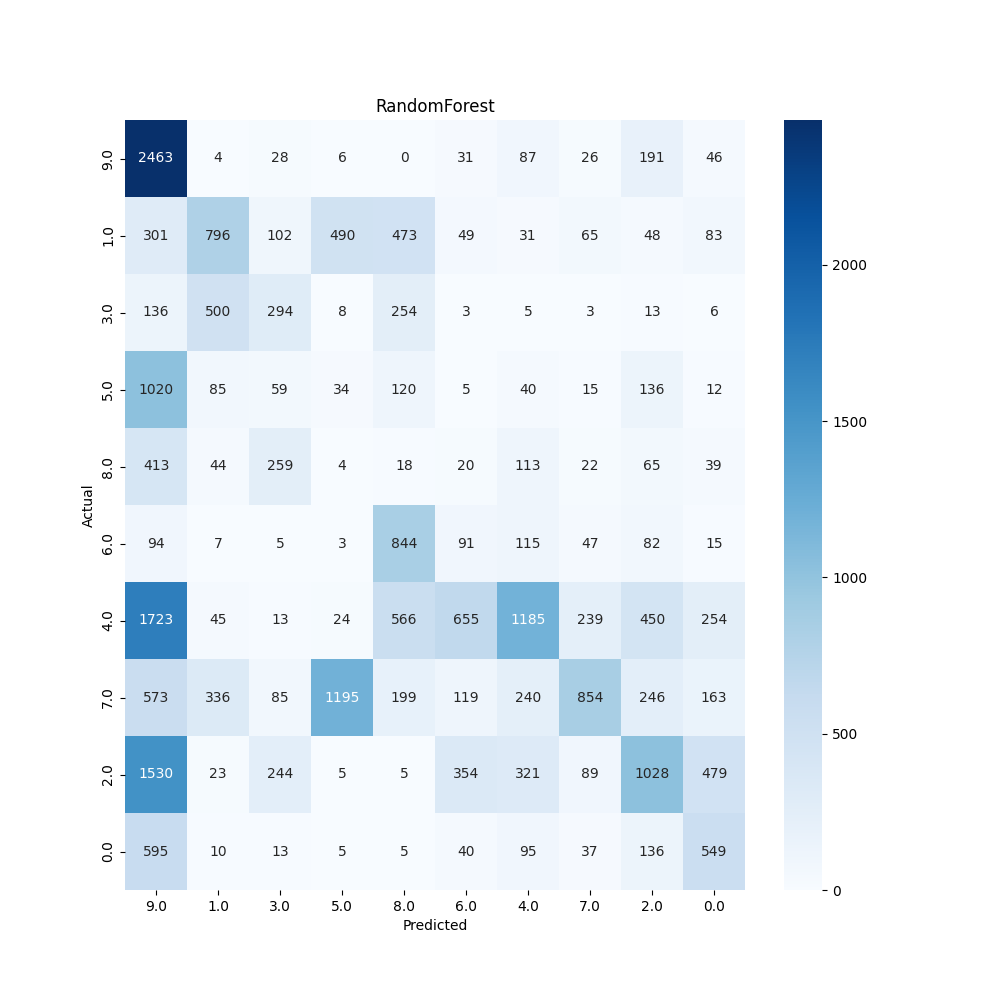 RandomForest
9.0 2463 4 28 6 0 31 87 26 191 46
1.0 301 796 102 490 473 49 31 65 48 83
3.0 136 500 294 8 254 3 5 3 13 6
5.0 1020 85 59 34 120 5 40 15 136 12
8.0 413 44 259 4 18 20 113 22 65 39
6.0 94 7 5 3 844 91 115 47 82 15
4.0 1723 45 13 24 566 655 1185 239 450 254
7.0 573 336 85 1195 199 119 240 854 246 163
2.0 1530 23 244 5 5 354 321 89 1028 479
0.0 595 10 13 5 5 40 95 37 136 549
9.0 1.0 3.0 5.0 8.0 6.0 4.0 7.0 2.0 0.0
Predicted
Actual
2000
1500
1000
500
0